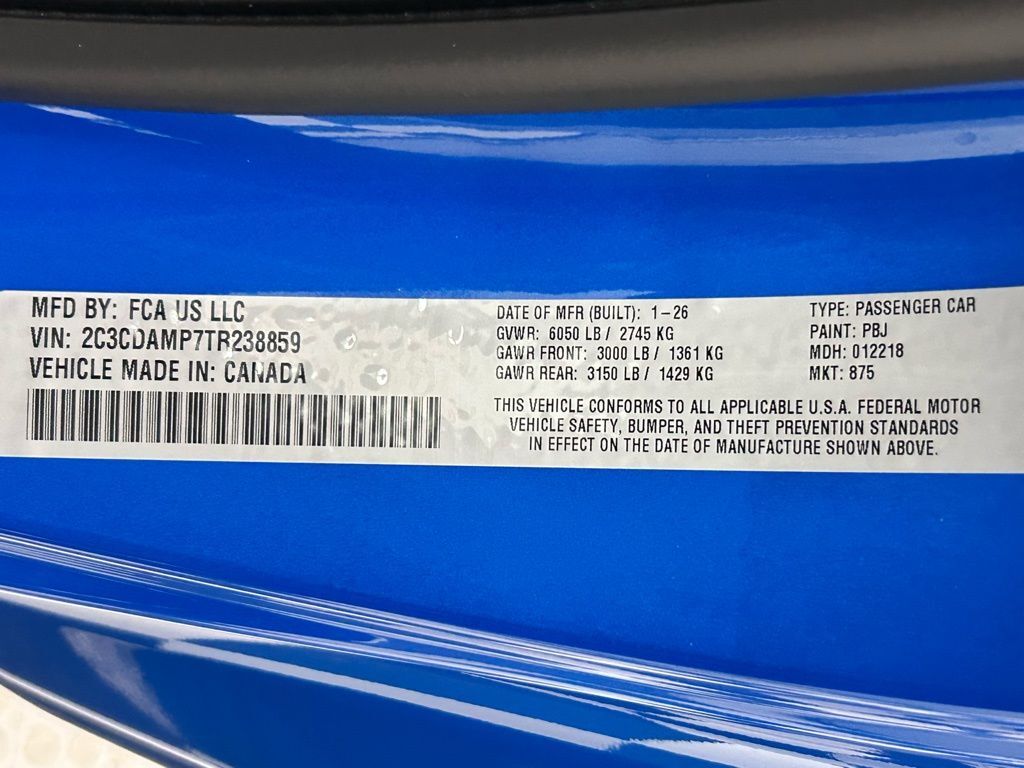 MFD BY: FCA US LLC
VIN: 2C3CDAMP7TR238859
VEHICLE MADE IN: CANADA
DATE OF MFR (BUILT): 1-26
GVWR: 6050 LB / 2745 KG
GAWR FRONT: 3000 LB / 1361 KG
GAWR REAR: 3150 LB / 1429 KG
TYPE: PASSENGER CAR
PAINT: PBJ
MDH: 012218
MKT: 875
THIS VEHICLE CONFORMS TO ALL APPLICABLE U.S.A. FEDERAL MOTOR
VEHICLE SAFETY, BUMPER, AND THEFT PREVENTION STANDARDS
IN EFFECT ON THE DATE OF MANUFACTURE SHOWN ABOVE.